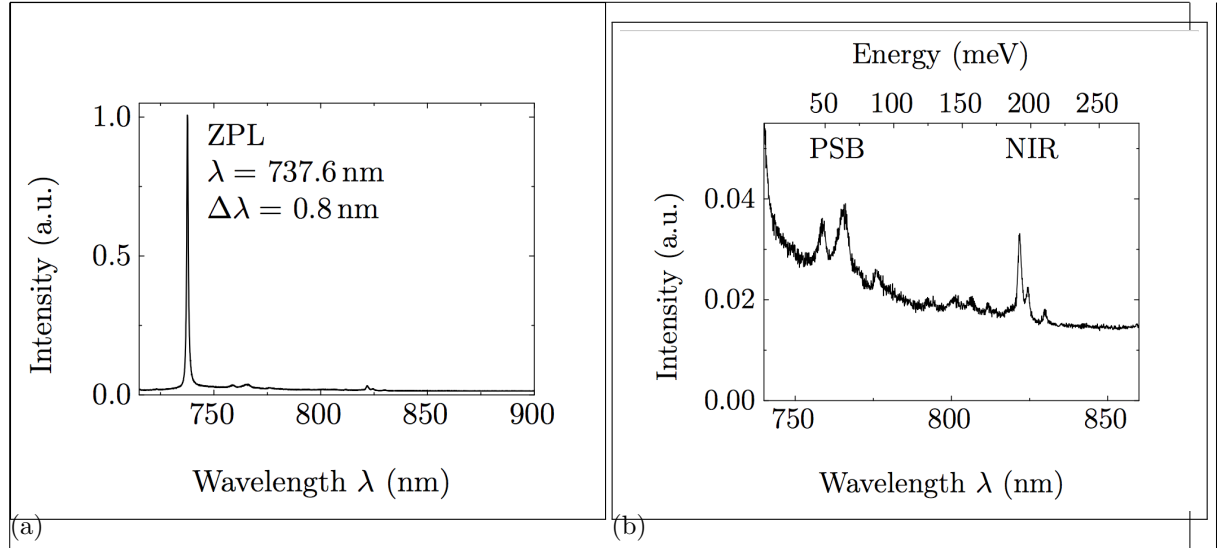 1.0
0.5
0.0
Intensity (a.u.)
ZPL
λ = 737.6 nm
Δλ = 0.8 nm
750 800 850 900
Wavelength λ (nm)
(a)
Energy (meV)
50 100 150 200 250
PSB NIR
0.04
0.02
0.00
Intensity (a.u.)
750 800 850
Wavelength λ (nm)
(b)